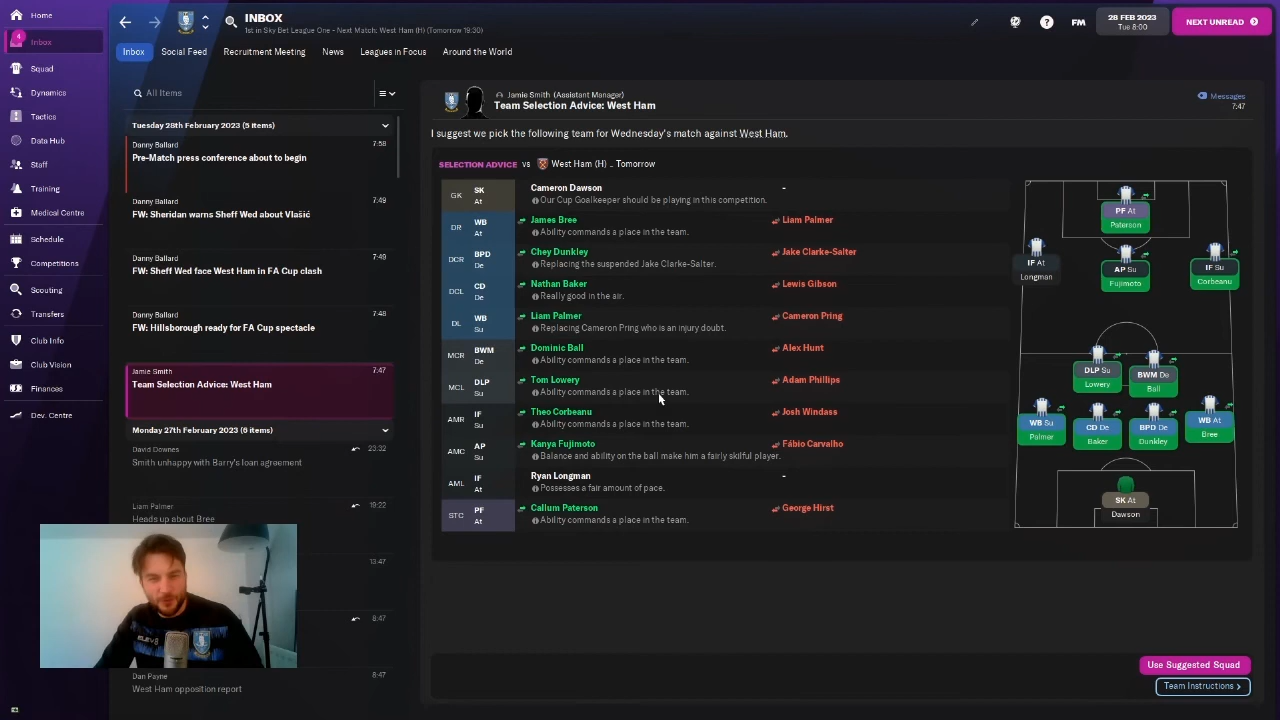 Home
Inbox
4
Squad
Dynamics
Tactics
Data Hub
Staff
Training
Medical Centre
Schedule
Competitions
Scouting
Transfers
Club Info
Club Vision
Finances
Dev. Centre
INBOX
1st in Sky Bet League One - Next Match: West Ham (H) (Tomorrow 19:30)
?
FM
28 FEB 2023
Tue 8:00
NEXT UNREAD
Inbox
Social Feed
Recruitment Meeting
News
Leagues in Focus
Around the World
All Items
Tuesday 28th February 2023 (5 items)
Danny Ballard 7:58
Pre-Match press conference about to begin
Danny Ballard 7:49
FW: Sheridan warns Sheff Wed about Vlašić
Danny Ballard 7:49
FW: Sheff Wed face West Ham in FA Cup clash
Danny Ballard 7:48
FW: Hillsborough ready for FA Cup spectacle
Jamie Smith 7:47
Team Selection Advice: West Ham
Monday 27th February 2023 (6 items)
David Downes 20:32
Smith unhappy with Barry's loan agreement
Liam Palmer 19:22
Heads up about Bree
13:47
8:47
Dan Payne 8:47
West Ham opposition report
Jamie Smith (Assistant Manager)
Team Selection Advice: West Ham
Messages
7:47
I suggest we pick the following team for Wednesday's match against West Ham.
SELECTION ADVICE vs West Ham (H) .. Tomorrow
GK SK At Cameron Dawson -
Our Cup Goalkeeper should be playing in this competition.
DR WB At James Bree Liam Palmer
Ability commands a place in the team.
DCR BPD De Chey Dunkley Jake Clarke-Salter
Replacing the suspended Jake Clarke-Salter.
DCL CD De Nathan Baker Lewis Gibson
Really good in the air.
DL WB Su Liam Palmer Cameron Pring
Replacing Cameron Pring who is an injury doubt.
MCR BWM De Dominic Ball Alex Hunt
Ability commands a place in the team.
MCL DLP Su Tom Lowery Adam Phillips
Ability commands a place in the team.
AMR IF Su Theo Corbeanu Josh Windass
Ability commands a place in the team.
AMC AP Su Kanya Fujimoto Fábio Carvalho
Balance and ability on the ball make him a fairly skilful player.
AML IF At Ryan Longman -
Possesses a fair amount of pace.
STC PF At Callum Paterson George Hirst
Ability commands a place in the team.
PF At
Paterson
IF At
Longman
AP Su
Fujimoto
IF Su
Corbeanu
DLP Su
Lowery
BWM De
Ball
WB Su
Palmer
CD De
Baker
BPD De
Dunkley
WB At
Bree
SK At
Dawson
Use Suggested Squad
Team Instructions >